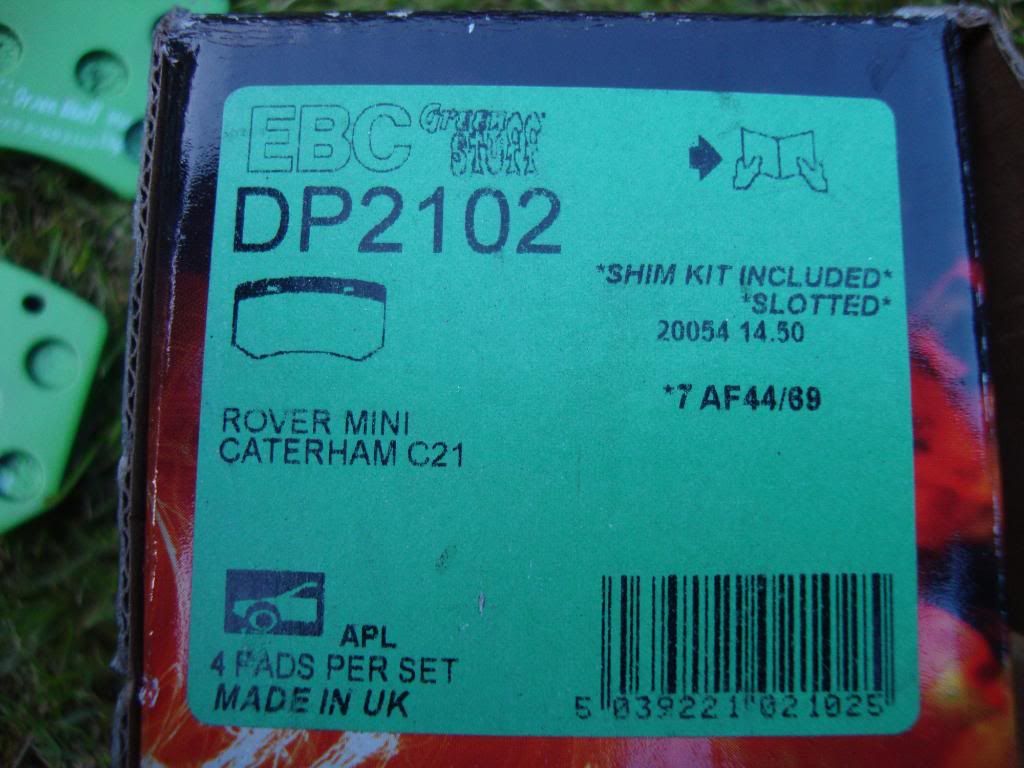 EBC Greenstuff
DP2102
*SHIM KIT INCLUDED*
*SLOTTED*
20054 14.50
*7 AF44/69
ROVER MINI
CATERHAM C21
APL
4 PADS PER SET
MADE IN UK
5 039221 021025